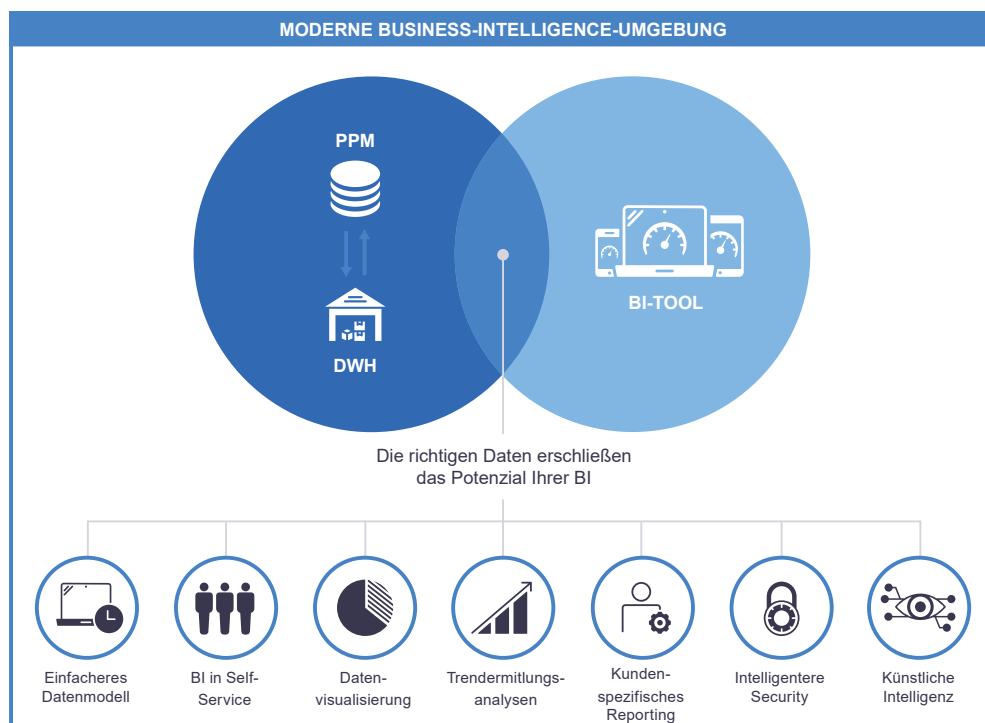 MODERNE BUSINESS-INTELLIGENCE-UMGEBUNG
PPM
DWH
BI-TOOL
Die richtigen Daten erschließen
das Potenzial Ihrer BI
Einfacheres
Datenmodell
BI in Self-
Service
Daten-
visualisierung
Trendermitlungs-
analysen
Kunden-
spezifisches
Reporting
Intelligentere
Security
Künstliche
Intelligenz